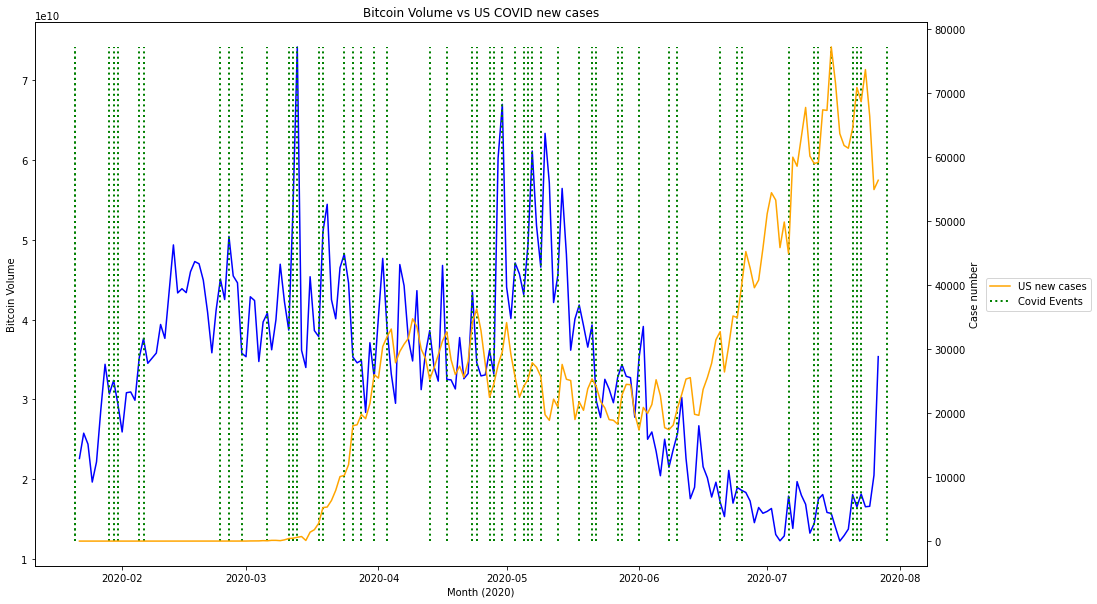 Bitcoin Volume vs US COVID new cases
1e10
7
6
5
4
3
2
1
Bitcoin Volume
80000
70000
60000
50000
40000
30000
20000
10000
0
Case number
US new cases
Covid Events
2020-02 2020-03 2020-04 2020-05 2020-06 2020-07 2020-08
Month (2020)